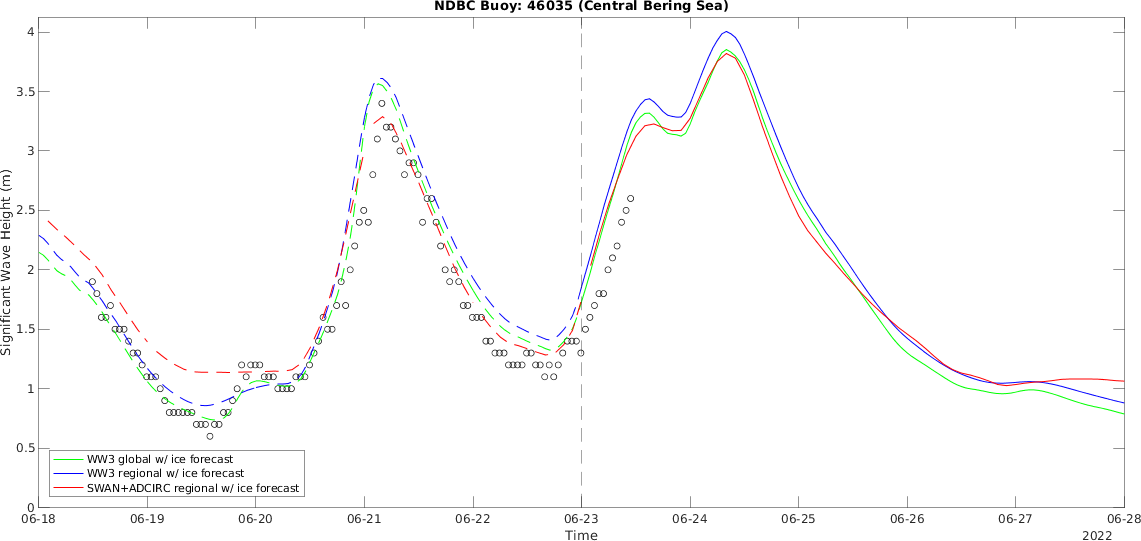 NDBC Buoy: 46035 (Central Bering Sea)
4
3.5
3
2.5
2
1.5
1
0.5
0
Significant Wave Height (m)
WW3 global w/ ice forecast
WW3 regional w/ ice forecast
SWAN+ADCIRC regional w/ ice forecast
06-18 06-19 06-20 06-21 06-22 06-23 06-24 06-25 06-26 06-27 06-28
Time
2022